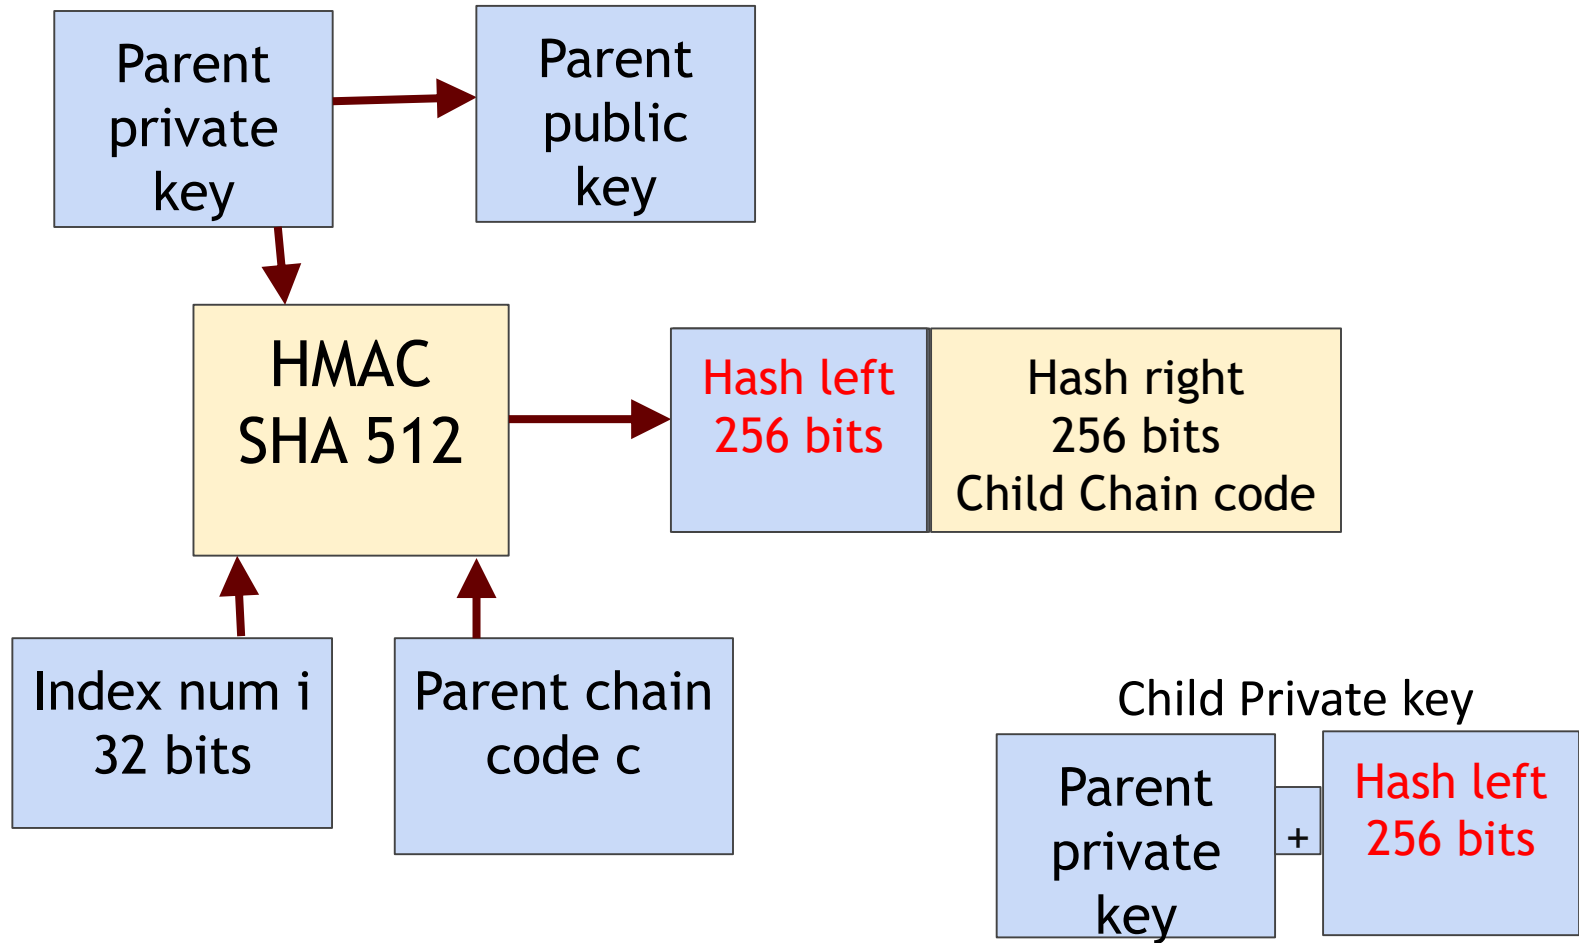 Parent
private
key
Parent
public
key
HMAC
SHA 512
Hash left
256 bits
Hash right
256 bits
Child Chain code
Index num i
32 bits
Parent chain
code c
Child Private key
Parent
private
key
+
Hash left
256 bits